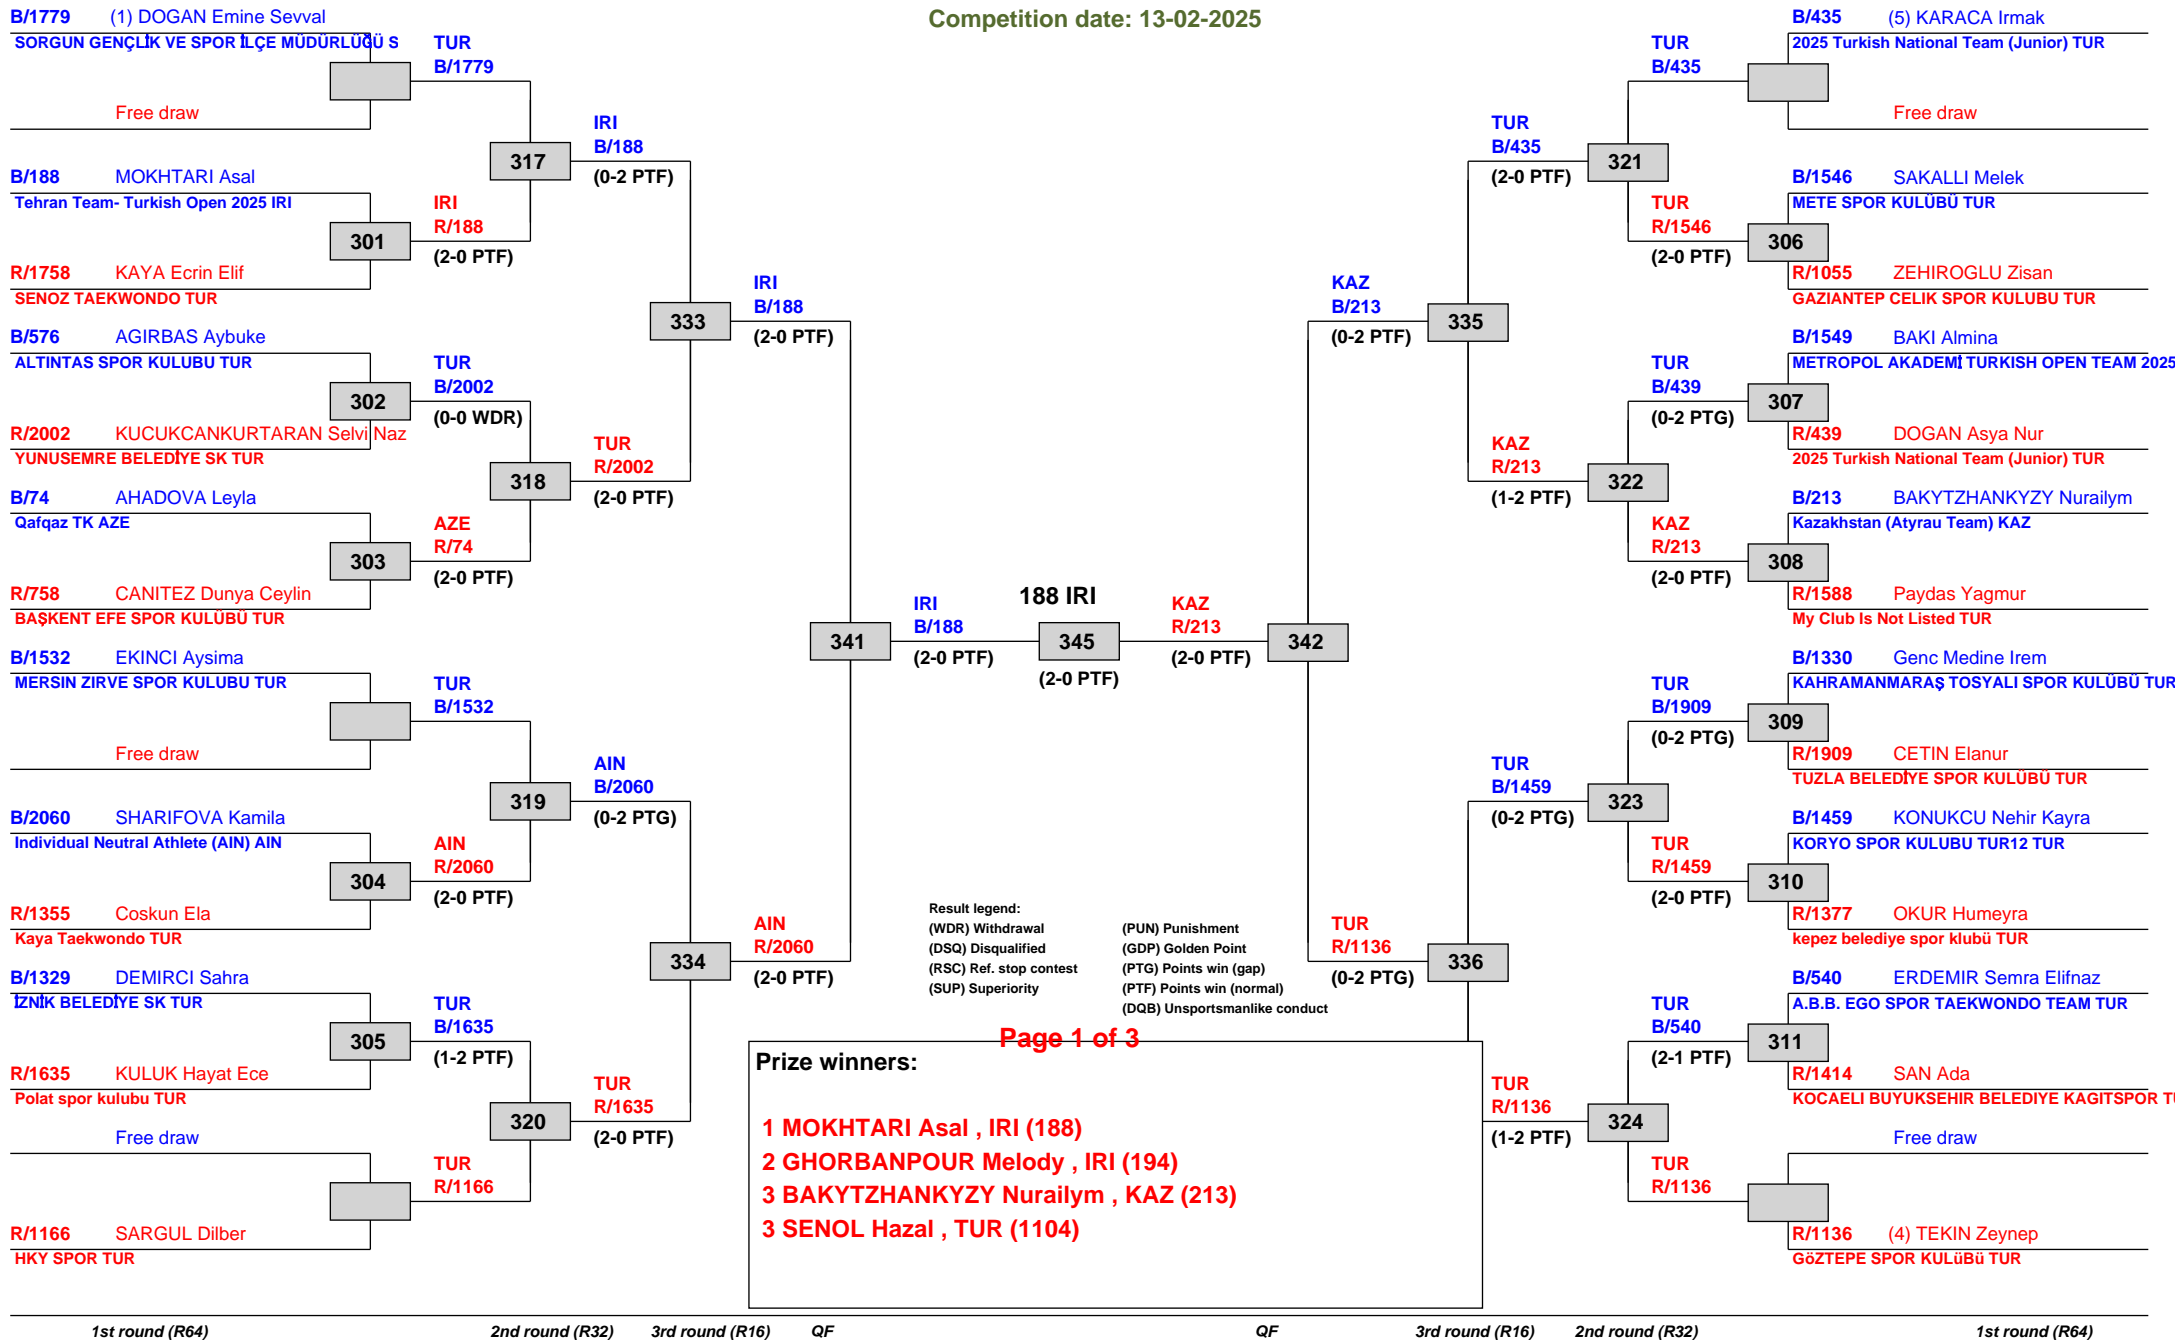 Competition date: 13-02-2025
B/1779 (1) DOGAN Emine Sevval
SORGUN GENÇLİK VE SPOR İLÇE MÜDÜRLÜĞÜ S
Free draw
B/188 MOKHTARI Asal
Tehran Team- Turkish Open 2025 IRI
301
R/1758 KAYA Ecrin Elif
SENOZ TAEKWONDO TUR
B/576 AGIRBAS Aybuke
ALTINTAS SPOR KULUBU TUR
302
R/2002 KUCUKCANKURTARAN Selvi Naz
YUNUSEMRE BELEDİYE SK TUR
B/74 AHADOVA Leyla
Qafqaz TK AZE
303
R/758 CANITEZ Dunya Ceylin
BAŞKENT EFE SPOR KULÜBÜ TUR
B/1532 EKINCI Aysima
MERSIN ZIRVE SPOR KULUBU TUR
Free draw
B/2060 SHARIFOVA Kamila
Individual Neutral Athlete (AIN) AIN
304
R/1355 Coskun Ela
Kaya Taekwondo TUR
B/1329 DEMIRCI Sahra
İZNİK BELEDİYE SK TUR
305
R/1635 KULUK Hayat Ece
Polat spor kulubu TUR
Free draw
R/1166 SARGUL Dilber
HKY SPOR TUR
TUR
B/1779
317
IRI
R/188
(2-0 PTF)
TUR
B/2002
(0-0 WDR)
318
AZE
R/74
(2-0 PTF)
TUR
B/1532
319
AIN
R/2060
(2-0 PTF)
TUR
B/1635
(1-2 PTF)
320
TUR
R/1166
IRI
B/188
(0-2 PTF)
333
TUR
R/2002
(2-0 PTF)
AIN
B/2060
(0-2 PTG)
334
TUR
R/1635
(2-0 PTF)
IRI
B/188
(2-0 PTF)
341
AIN
R/2060
(2-0 PTF)
IRI
B/188
(2-0 PTF)
188 IRI
345
(2-0 PTF)
KAZ
R/213
(2-0 PTF)
KAZ
B/213
(0-2 PTF)
342
TUR
R/1136
(0-2 PTG)
TUR
B/435
(2-0 PTF)
335
KAZ
R/213
(1-2 PTF)
TUR
B/1459
(0-2 PTG)
336
TUR
R/1136
(1-2 PTF)
TUR
B/435
321
TUR
R/1546
(2-0 PTF)
TUR
B/439
(0-2 PTG)
322
KAZ
R/213
(2-0 PTF)
TUR
B/1909
(0-2 PTG)
323
TUR
R/1459
(2-0 PTF)
TUR
B/540
(2-1 PTF)
324
TUR
R/1136
B/435 (5) KARACA Irmak
2025 Turkish National Team (Junior) TUR
Free draw
B/1546 SAKALLI Melek
METE SPOR KULÜBÜ TUR
306
R/1055 ZEHIROGLU Zisan
GAZIANTEP CELIK SPOR KULUBU TUR
B/1549 BAKI Almina
METROPOL AKADEMİ TURKISH OPEN TEAM 2025
307
R/439 DOGAN Asya Nur
2025 Turkish National Team (Junior) TUR
B/213 BAKYTZHANKYZY Nurailym
Kazakhstan (Atyrau Team) KAZ
308
R/1588 Paydas Yagmur
My Club Is Not Listed TUR
B/1330 Genc Medine Irem
KAHRAMANMARAŞ TOSYALI SPOR KULÜBÜ TUR
309
R/1909 CETIN Elanur
TUZLA BELEDİYE SPOR KULÜBÜ TUR
B/1459 KONUKCU Nehir Kayra
KORYO SPOR KULUBU TUR12 TUR
310
R/1377 OKUR Humeyra
kepez belediye spor klubü TUR
B/540 ERDEMIR Semra Elifnaz
A.B.B. EGO SPOR TAEKWONDO TEAM TUR
311
R/1414 SAN Ada
KOCAELI BUYUKSEHIR BELEDIYE KAGITSPOR TU
Free draw
R/1136 (4) TEKIN Zeynep
GöZTEPE SPOR KULüBü TUR
Result legend:
(WDR) Withdrawal (PUN) Punishment
(DSQ) Disqualified (GDP) Golden Point
(RSC) Ref. stop contest (PTG) Points win (gap)
(SUP) Superiority (PTF) Points win (normal)
(DQB) Unsportsmanlike conduct
Page 1 of 3
Prize winners:
1 MOKHTARI Asal , IRI (188)
2 GHORBANPOUR Melody , IRI (194)
3 BAKYTZHANKYZY Nurailym , KAZ (213)
3 SENOL Hazal , TUR (1104)
1st round (R64) 2nd round (R32) 3rd round (R16) QF QF 3rd round (R16) 2nd round (R32) 1st round (R64)